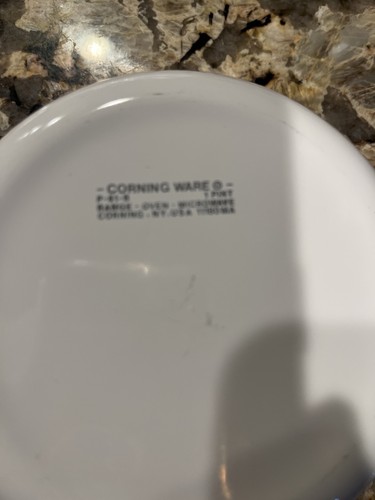 - CORNING WARE ® -
P-81-B 1 PINT
RANGE - OVEN - MICROWAVE
CORNING - NY. USA